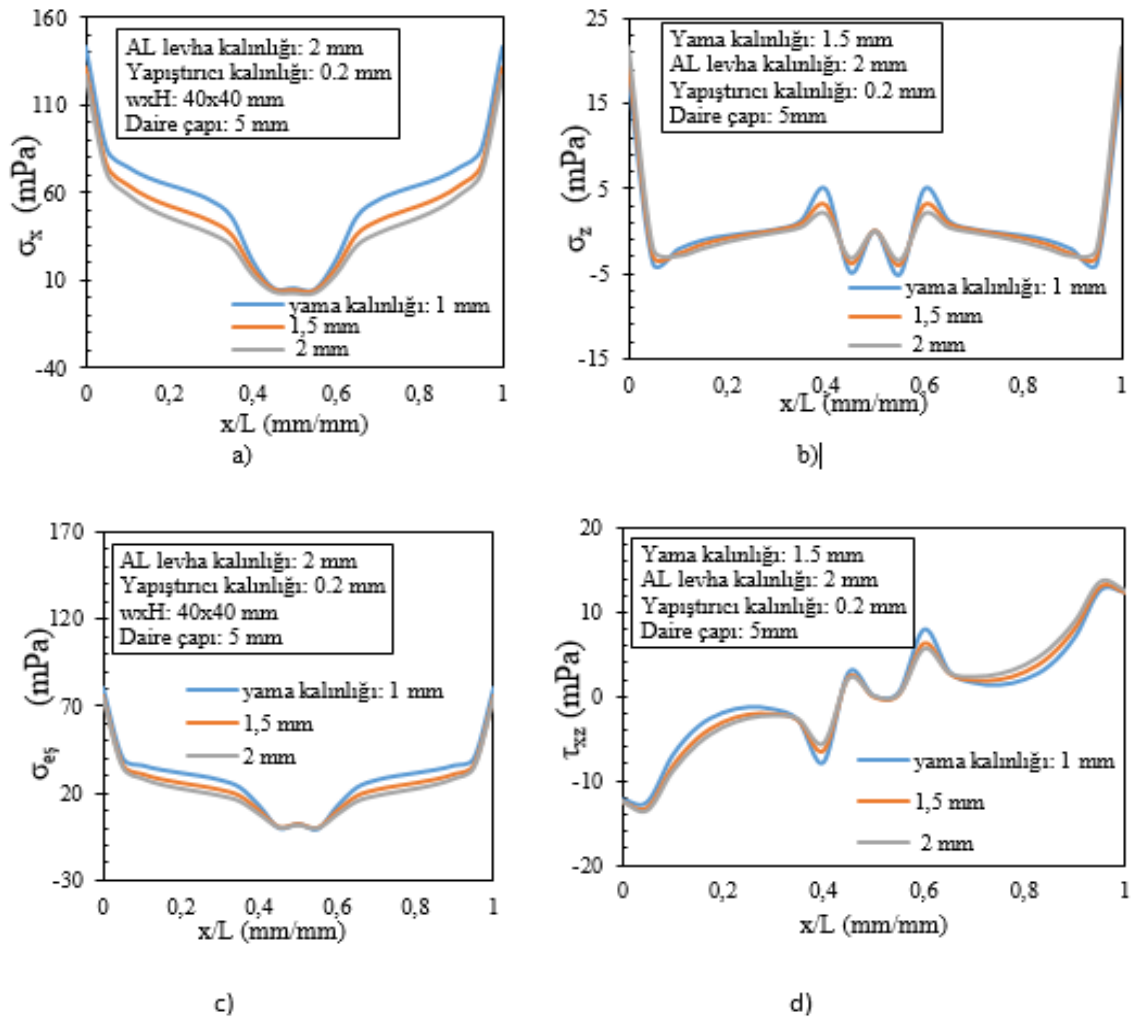 160
110
60
10
-40
σx (mPa)
AL levha kalınlığı: 2 mm
Yapıştırıcı kalınlığı: 0.2 mm
wxH: 40x40 mm
Daire çapı: 5 mm
yama kalınlığı: 1 mm
1,5 mm
2 mm
0 0,2 0,4 0,6 0,8 1
x/L (mm/mm)
a)
25
15
5
-5
-15
σz (mPa)
Yama kalınlığı: 1.5 mm
AL levha kalınlığı: 2 mm
Yapıştırıcı kalınlığı: 0.2 mm
Daire çapı: 5mm
yama kalınlığı: 1 mm
1,5 mm
2 mm
0 0,2 0,4 0,6 0,8 1
x/L (mm/mm)
b)
170
120
70
20
-30
σeş (mPa)
AL levha kalınlığı: 2 mm
Yapıştırıcı kalınlığı: 0.2 mm
wxH: 40x40 mm
Daire çapı: 5 mm
yama kalınlığı: 1 mm
1,5 mm
2 mm
0 0,2 0,4 0,6 0,8 1
x/L (mm/mm)
c)
20
10
0
-10
-20
τxz (mPa)
Yama kalınlığı: 1.5 mm
AL levha kalınlığı: 2 mm
Yapıştırıcı kalınlığı: 0.2 mm
Daire çapı: 5mm
yama kalınlığı: 1 mm
1,5 mm
2 mm
0 0,2 0,4 0,6 0,8 1
x/L (mm/mm)
d)